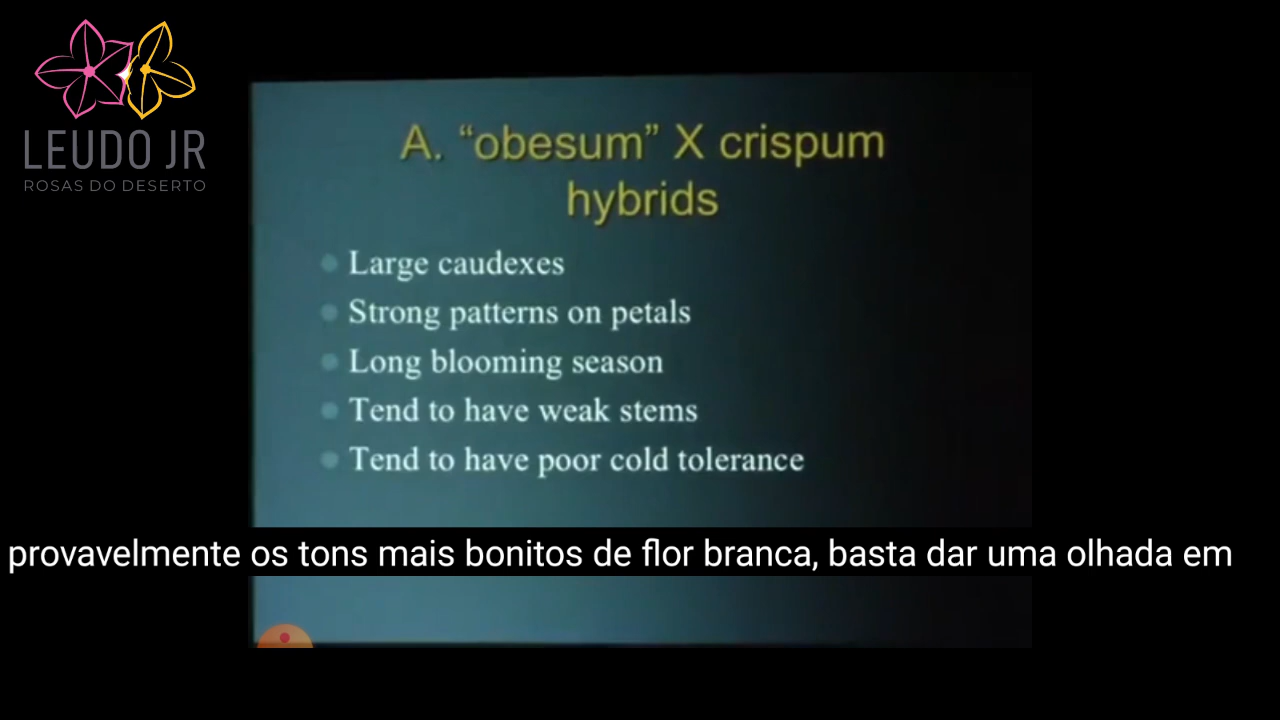 LEUDO JR
ROSAS DO DESERTO
A. “obesum” X crispum
hybrids
Large caudexes
Strong patterns on petals
Long blooming season
Tend to have weak stems
Tend to have poor cold tolerance
provavelmente os tons mais bonitos de flor branca, basta dar uma olhada em